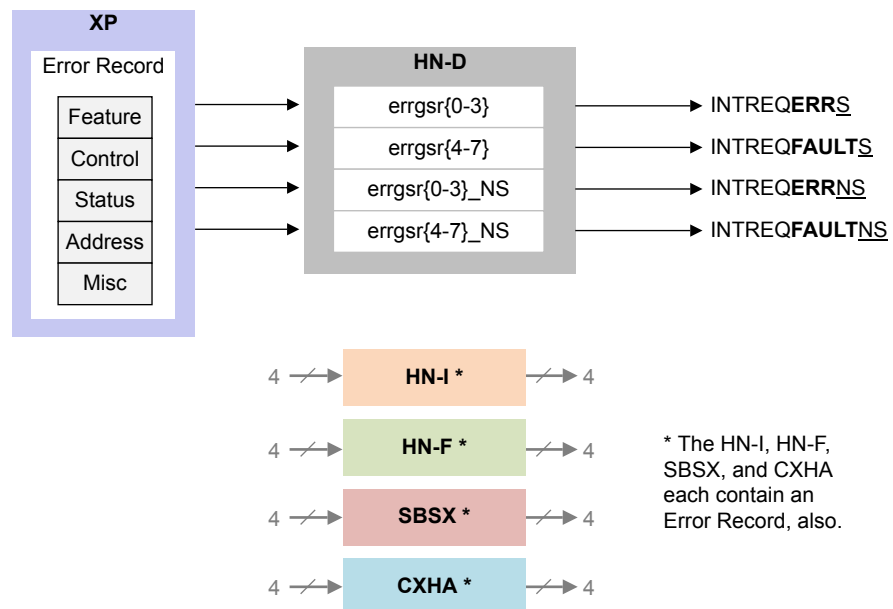 XP
Error Record
Feature
Control
Status
Address
Misc
HN-D
errgsr{0-3}
errgsr{4-7}
errgsr{0-3}_NS
errgsr{4-7}_NS
INTREQERRS
INTREQFAULTS
INTREQERRNS
INTREQFAULTNS
4 HN-I * 4
4 HN-F * 4
4 SBSX * 4
4 CXHA * 4
* The HN-I, HN-F,
SBSX, and CXHA
each contain an
Error Record, also.